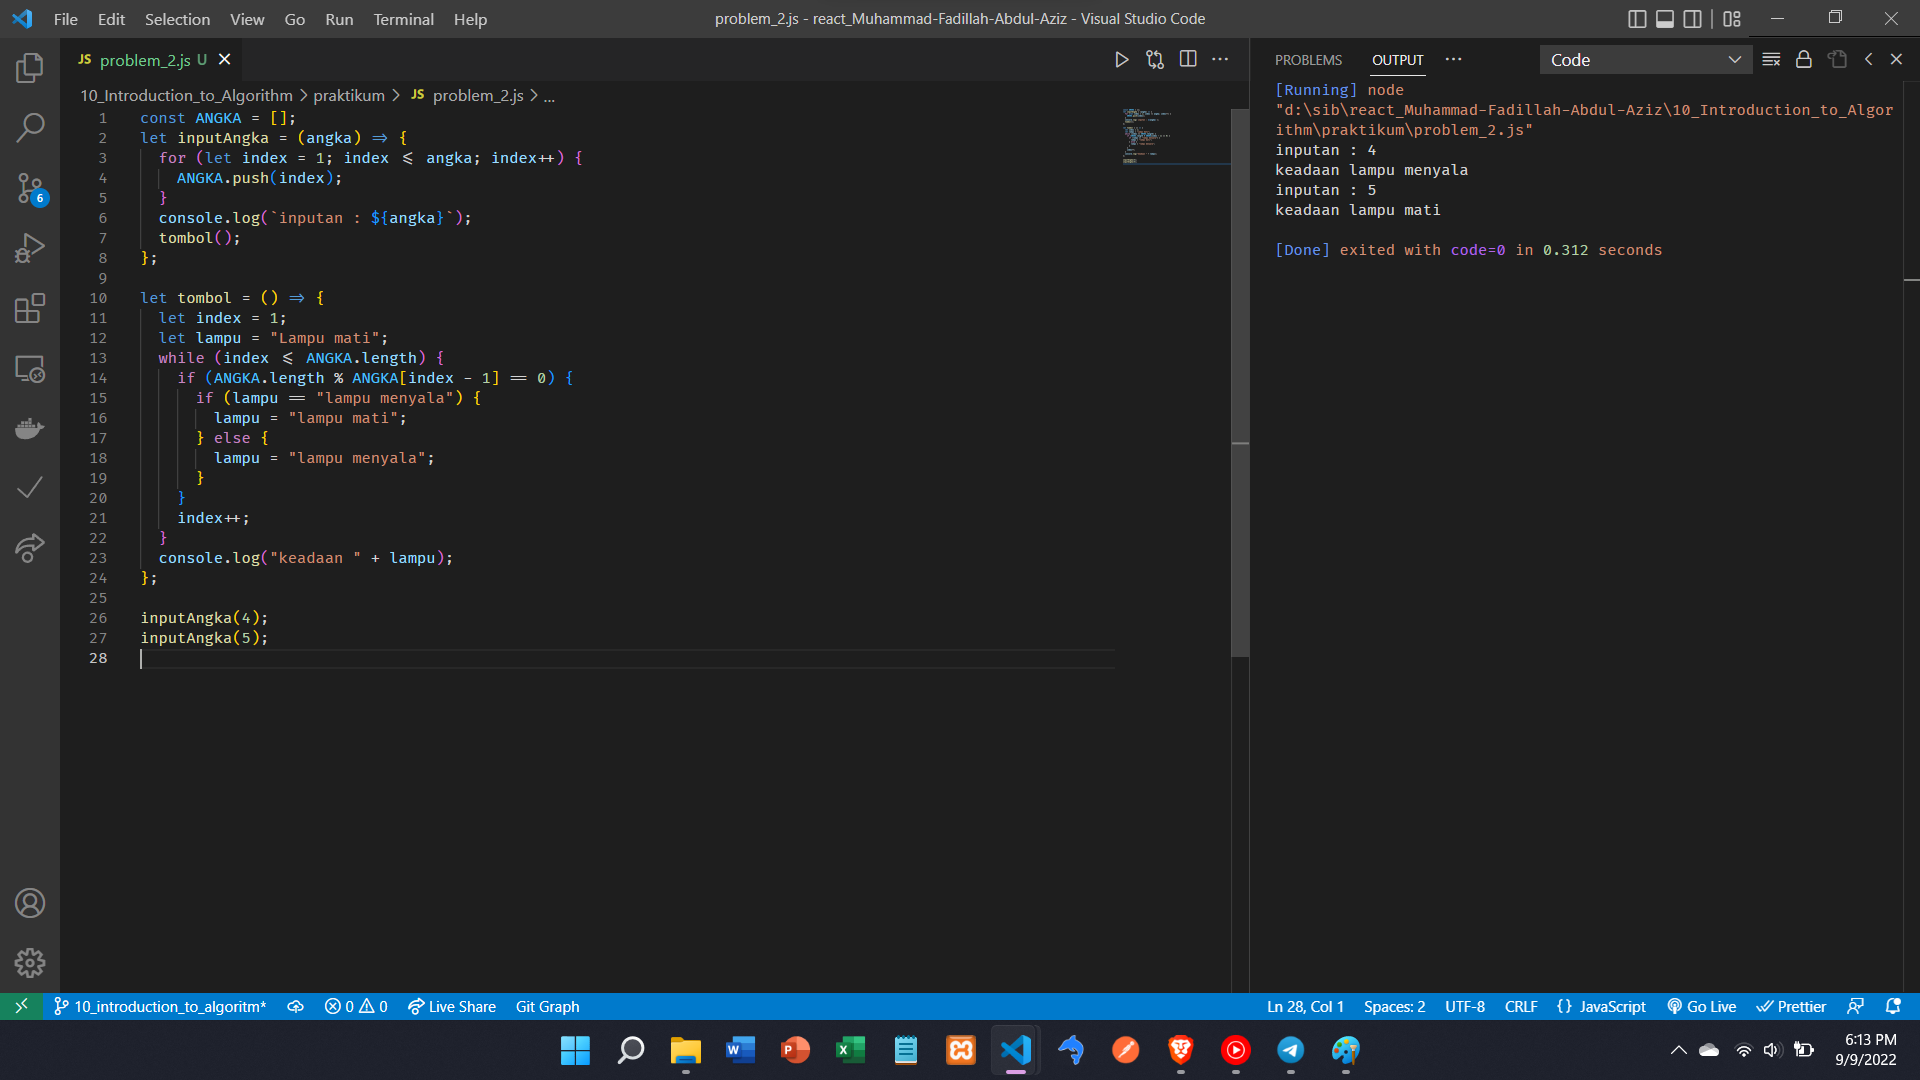 File Edit Selection View Go Run Terminal Help
problem_2.js - react_Muhammad-Fadillah-Abdul-Aziz - Visual Studio Code
JS problem_2.js U
10_Introduction_to_Algorithm > praktikum > JS problem_2.js > ...
1 const ANGKA = [];
2 let inputAngka = (angka) => {
3   for (let index = 1; index <= angka; index++) {
4     ANGKA.push(index);
5   }
6   console.log(`inputan : ${angka}`);
7   tombol();
8 };
9
10 let tombol = () => {
11   let index = 1;
12   let lampu = "Lampu mati";
13   while (index <= ANGKA.length) {
14     if (ANGKA.length % ANGKA[index - 1] == 0) {
15       if (lampu == "lampu menyala") {
16         lampu = "lampu mati";
17       } else {
18         lampu = "lampu menyala";
19       }
20     }
21     index++;
22   }
23   console.log("keadaan " + lampu);
24 };
25
26 inputAngka(4);
27 inputAngka(5);
28
PROBLEMS OUTPUT ... Code
[Running] node
"d:\sib\react_Muhammad-Fadillah-Abdul-Aziz\10_Introduction_to_Algor
ithm\praktikum\problem_2.js"
inputan : 4
keadaan lampu menyala
inputan : 5
keadaan lampu mati
[Done] exited with code=0 in 0.312 seconds
6
10_introduction_to_algoritm* 0 0 Live Share Git Graph
Ln 28, Col 1 Spaces: 2 UTF-8 CRLF {} JavaScript Go Live Prettier
6:13 PM
9/9/2022